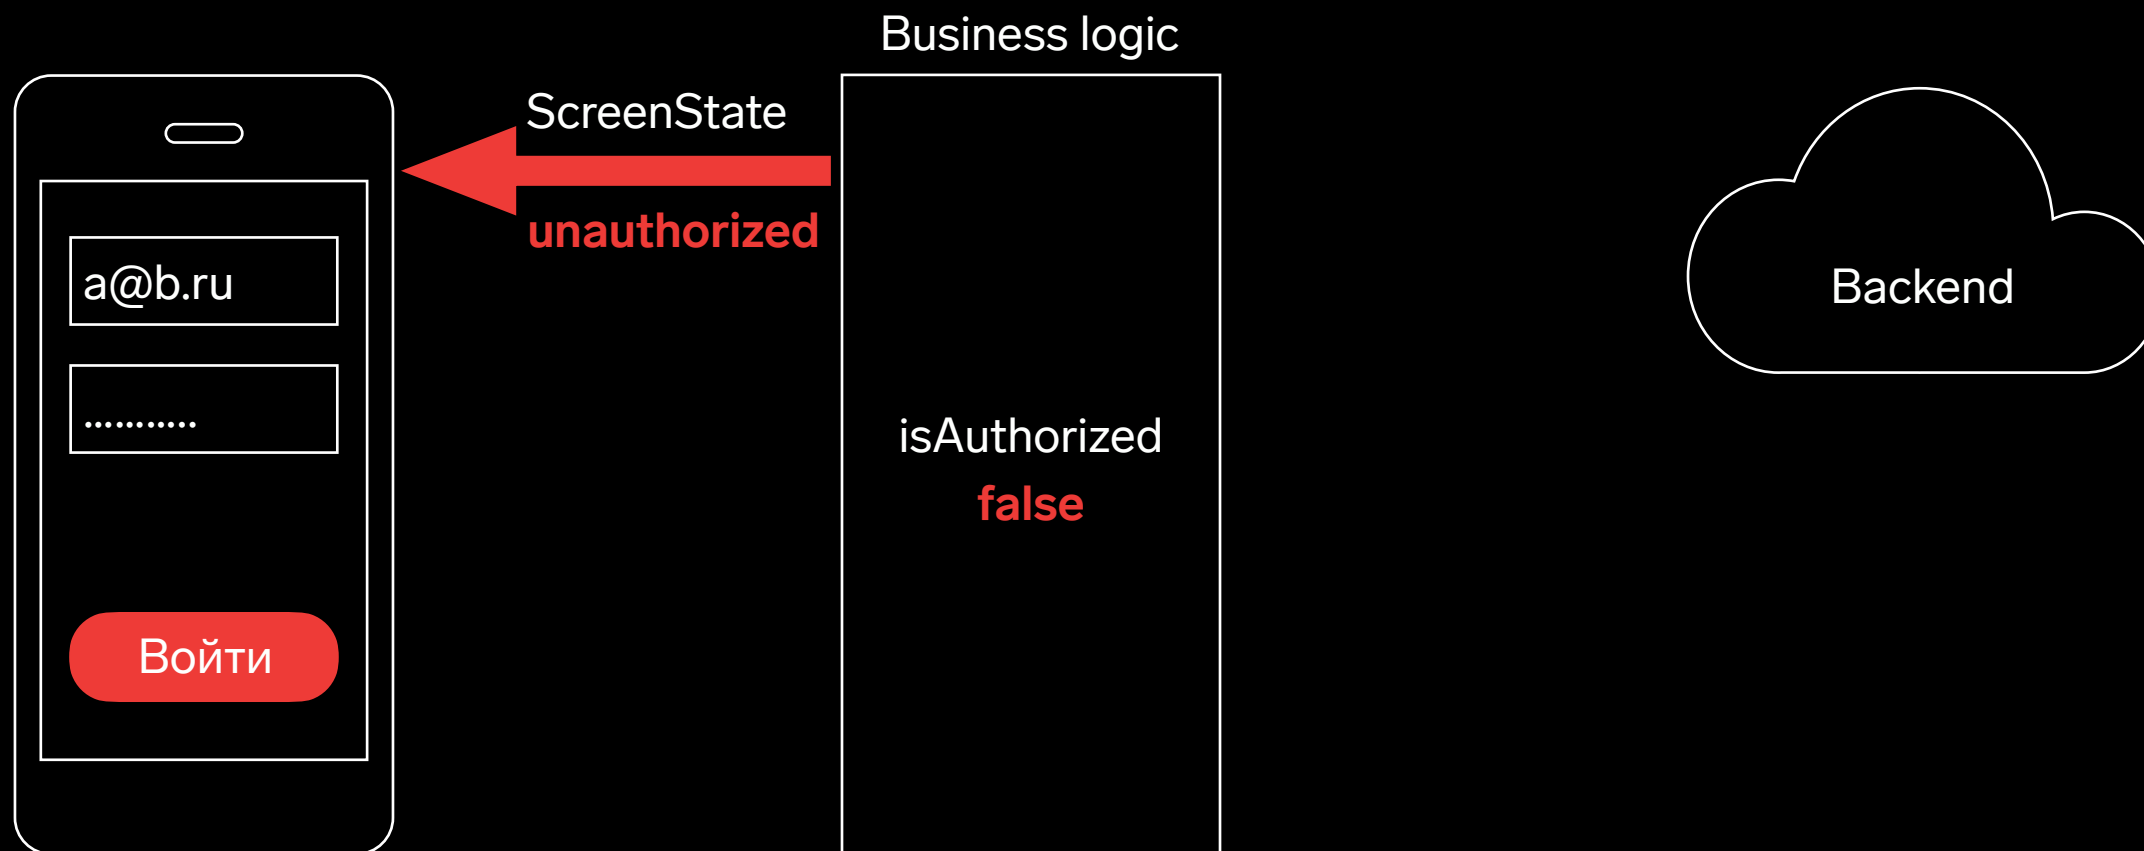 Business logic
ScreenState
unauthorized
a@b.ru
...........
isAuthorized
false
Войти
Backend